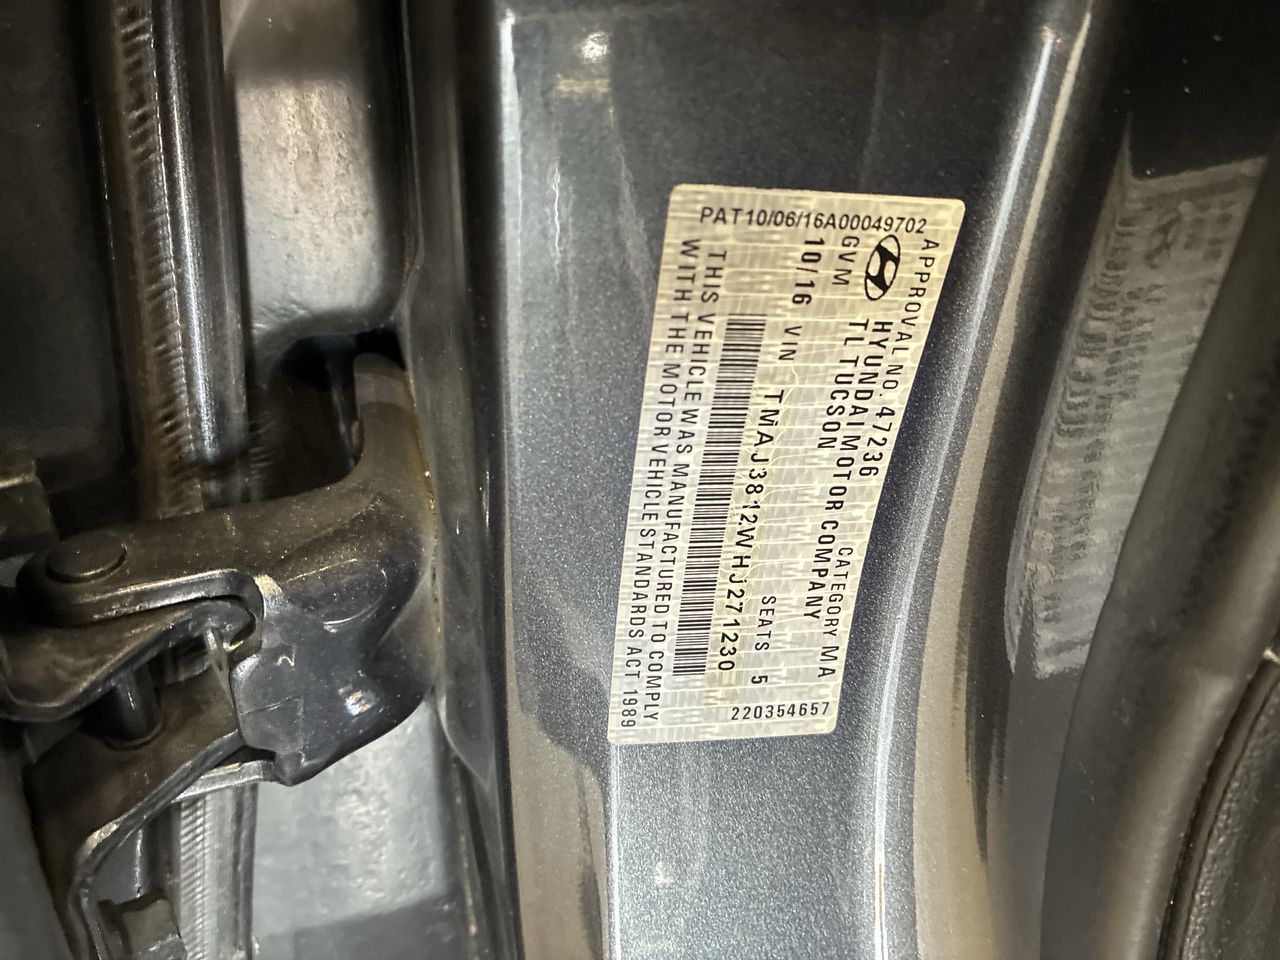 PAT10/06/16A00049702
APPROVAL NO. 47236 CATEGORY MA
HYUNDAI MOTOR COMPANY
GVM TL TUCSON
10/16 VIN TMAJ3812WHJ271230 SEATS 5
THIS VEHICLE WAS MANUFACTURED TO COMPLY
WITH THE MOTOR VEHICLE STANDARDS ACT 1989
220354657